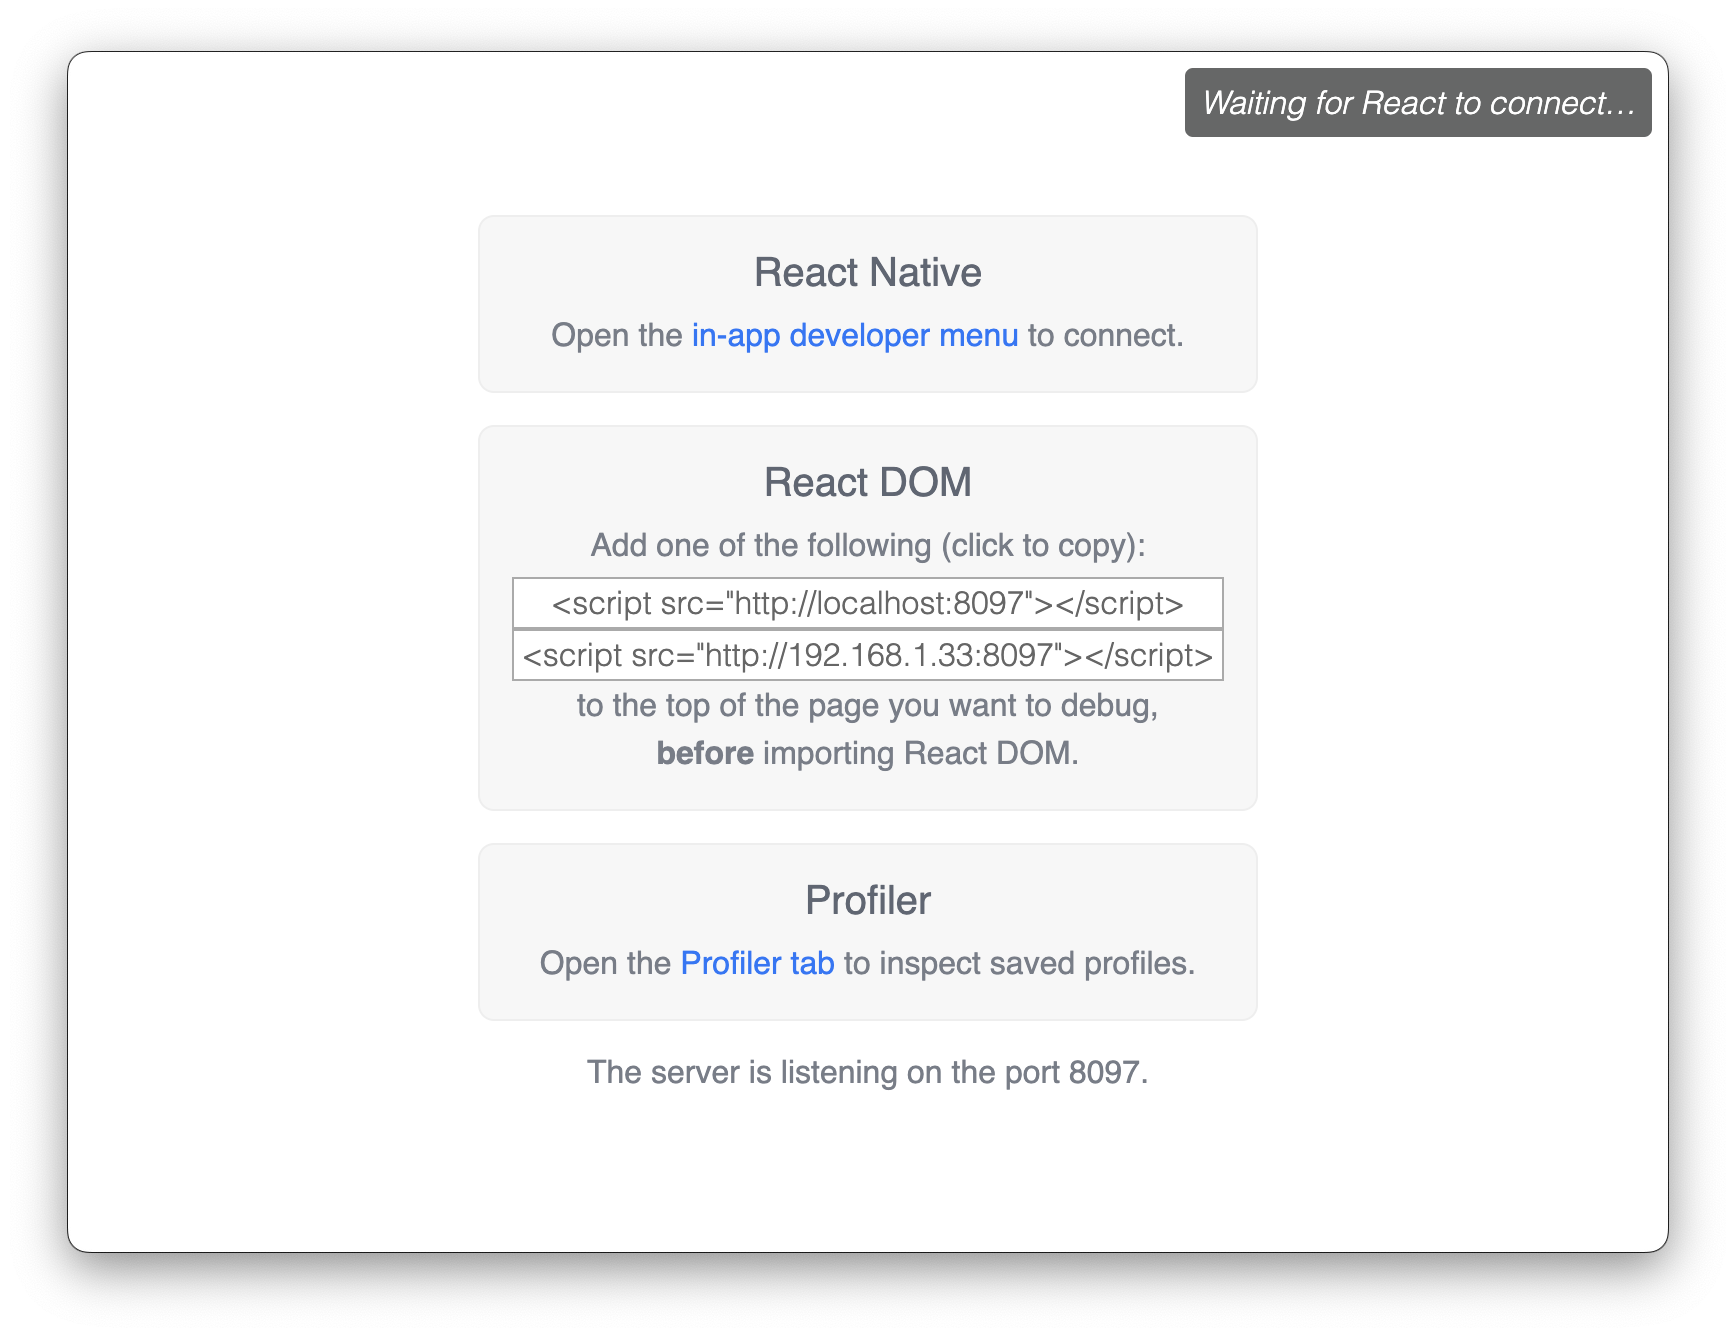 Waiting for React to connect…
React Native
Open the in-app developer menu to connect.
React DOM
Add one of the following (click to copy):
<script src="http://localhost:8097"></script>
<script src="http://192.168.1.33:8097"></script>
to the top of the page you want to debug,
before importing React DOM.
Profiler
Open the Profiler tab to inspect saved profiles.
The server is listening on the port 8097.